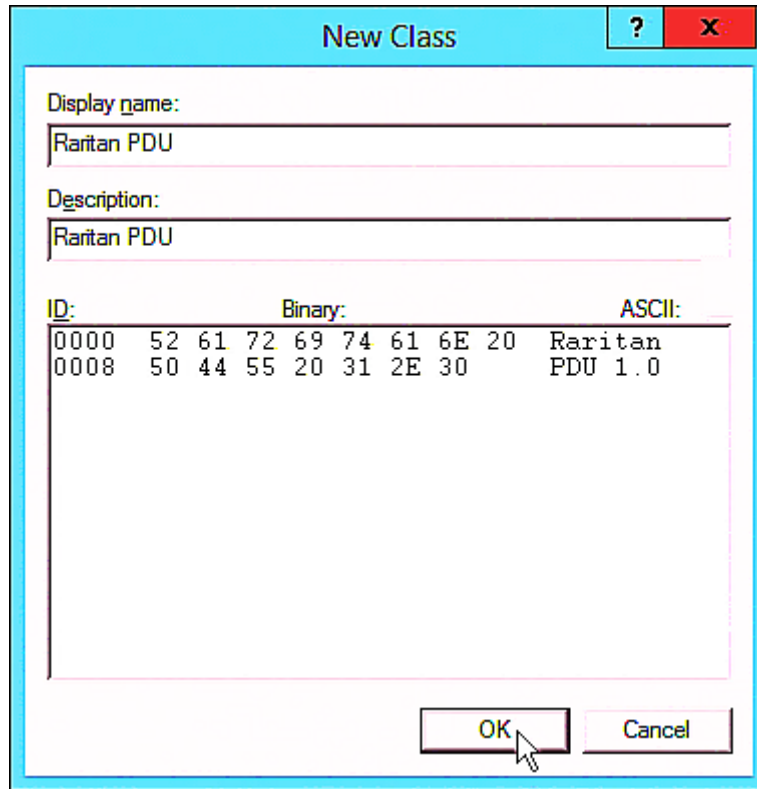 New Class
?
x
Display name:
Raritan PDU
Description:
Raritan PDU
ID: Binary: ASCII:
0000 52 61 72 69 74 61 6E 20 Raritan
0008 50 44 55 20 31 2E 30 PDU 1.0
OK
Cancel